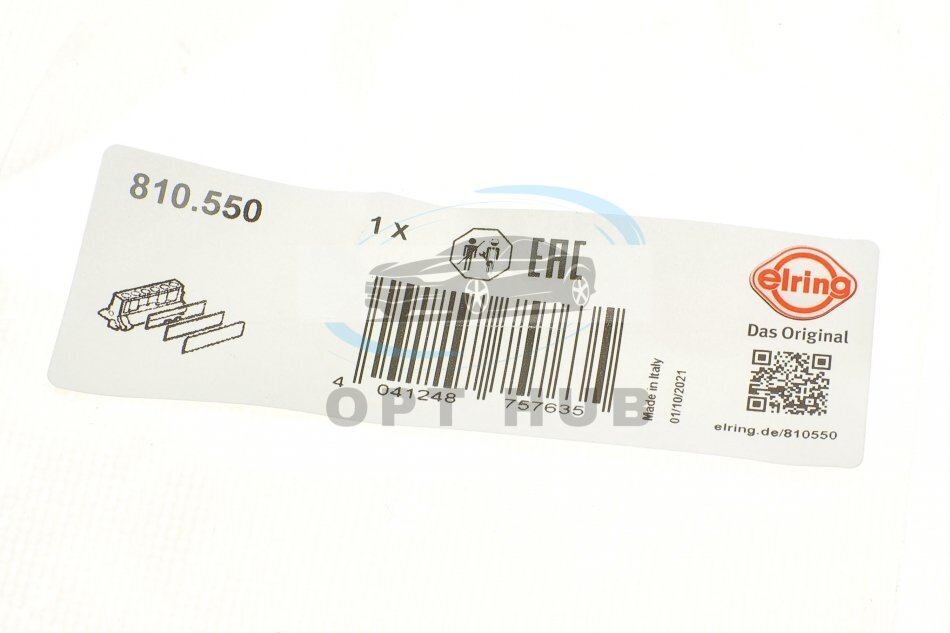 810.550
1 x
EAC
elring
Das Original
4 041248 757635
Made in Italy
01/10/2021
elring.de/810550
OPT HUB